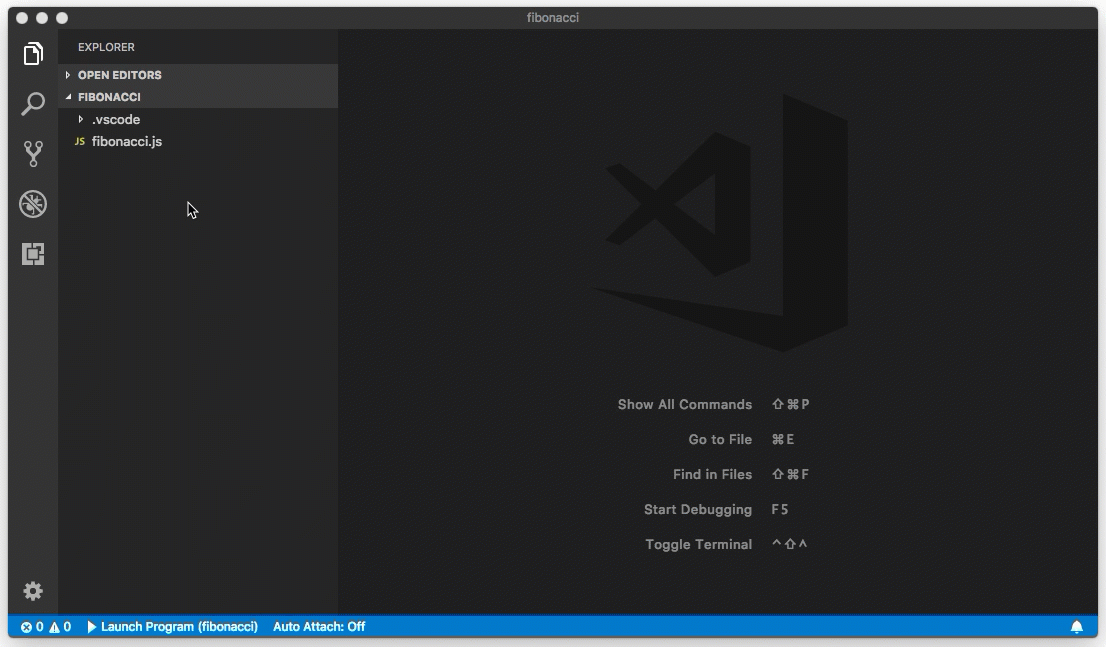 fibonacci
EXPLORER
OPEN EDITORS
FIBONACCI
.vscode
JS fibonacci.js
Show All Commands ⇧⌘P
Go to File ⌘E
Find in Files ⇧⌘F
Start Debugging F5
Toggle Terminal ^⇧^
0 0 Launch Program (fibonacci) Auto Attach: Off